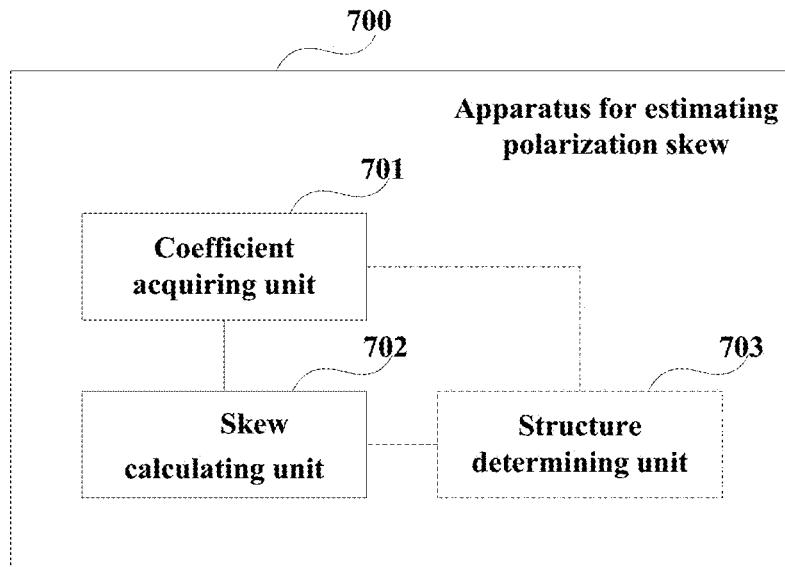 700
Apparatus for estimating
polarization skew
701
Coefficient
acquiring unit
702
Skew
calculating unit
703
Structure
determining unit